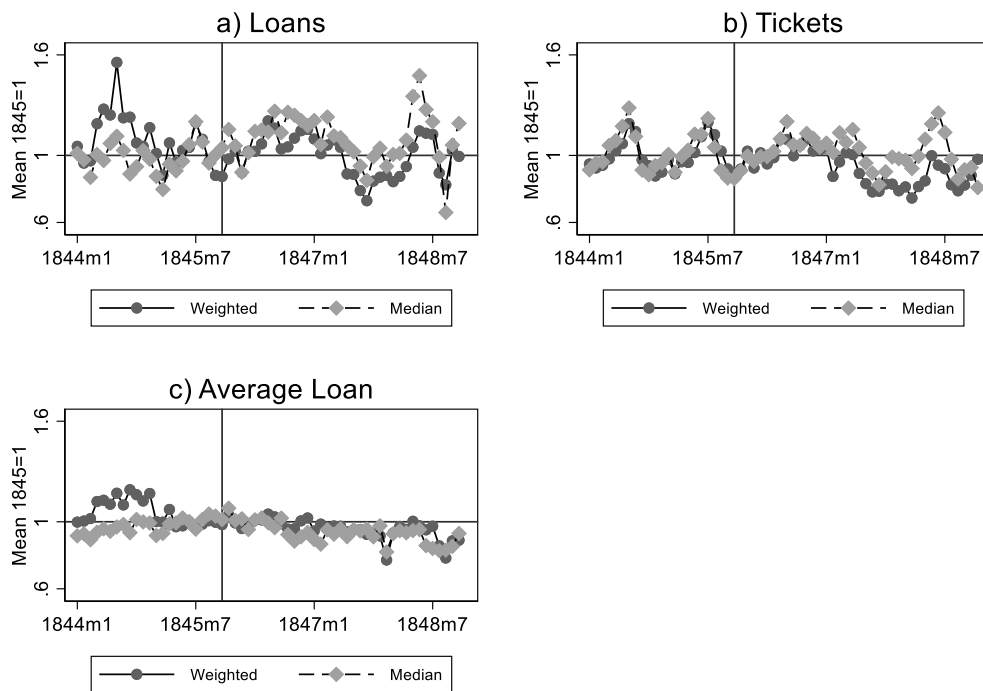 a) Loans
Mean 1845=1
1.6
1
.6
1844m1 1845m7 1847m1 1848m7
Weighted Median
b) Tickets
Mean 1845=1
1.6
1
.6
1844m1 1845m7 1847m1 1848m7
Weighted Median
c) Average Loan
Mean 1845=1
1.6
1
.6
1844m1 1845m7 1847m1 1848m7
Weighted Median